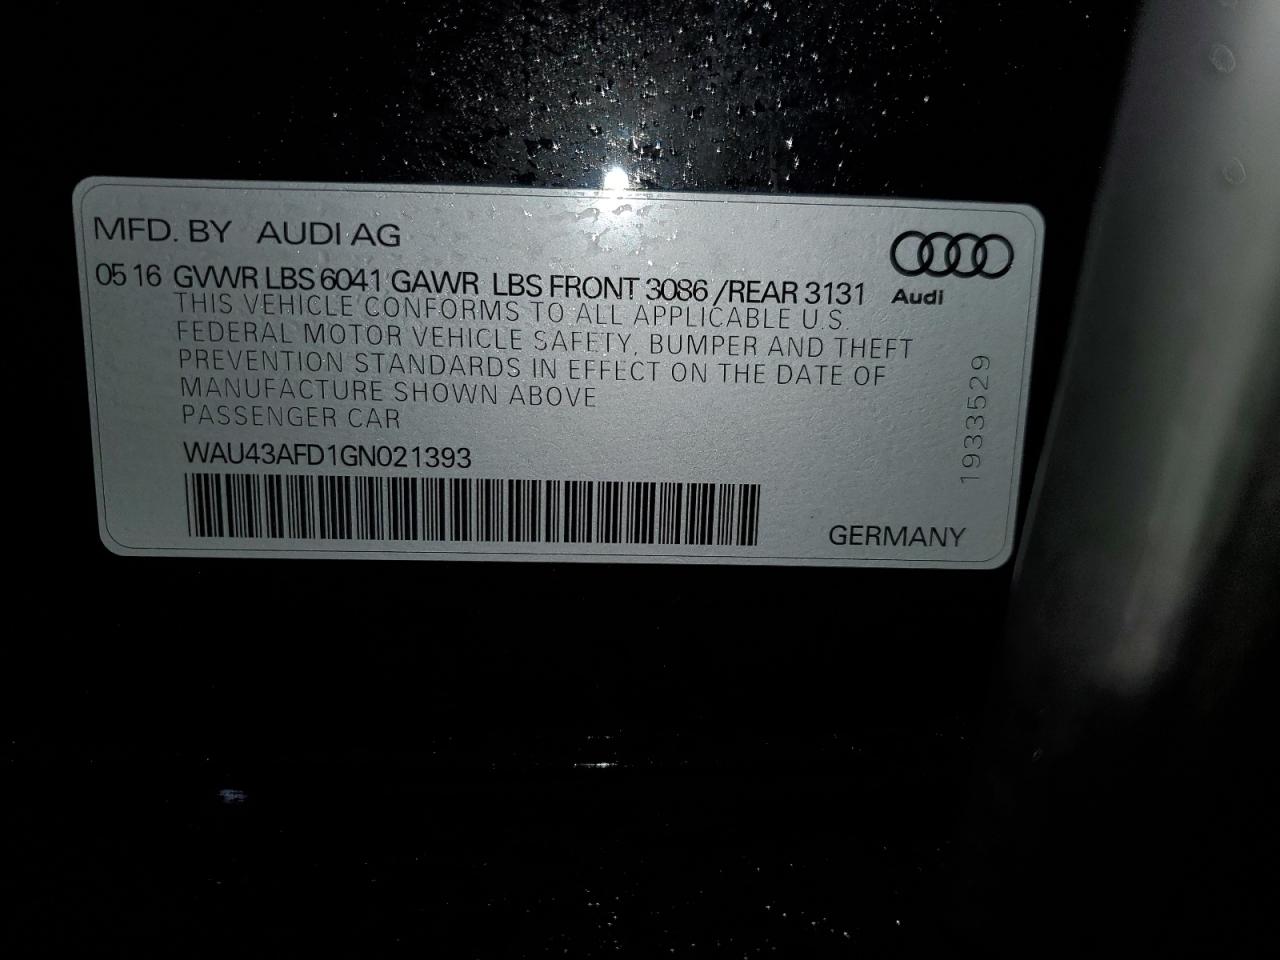 MFD. BY AUDI AG
05 16 GVWR LBS 6041 GAWR LBS FRONT 3086 /REAR 3131
THIS VEHICLE CONFORMS TO ALL APPLICABLE U.S.
FEDERAL MOTOR VEHICLE SAFETY, BUMPER AND THEFT
PREVENTION STANDARDS IN EFFECT ON THE DATE OF
MANUFACTURE SHOWN ABOVE
PASSENGER CAR
WAU43AFD1GN021393
GERMANY
Audi
1933529